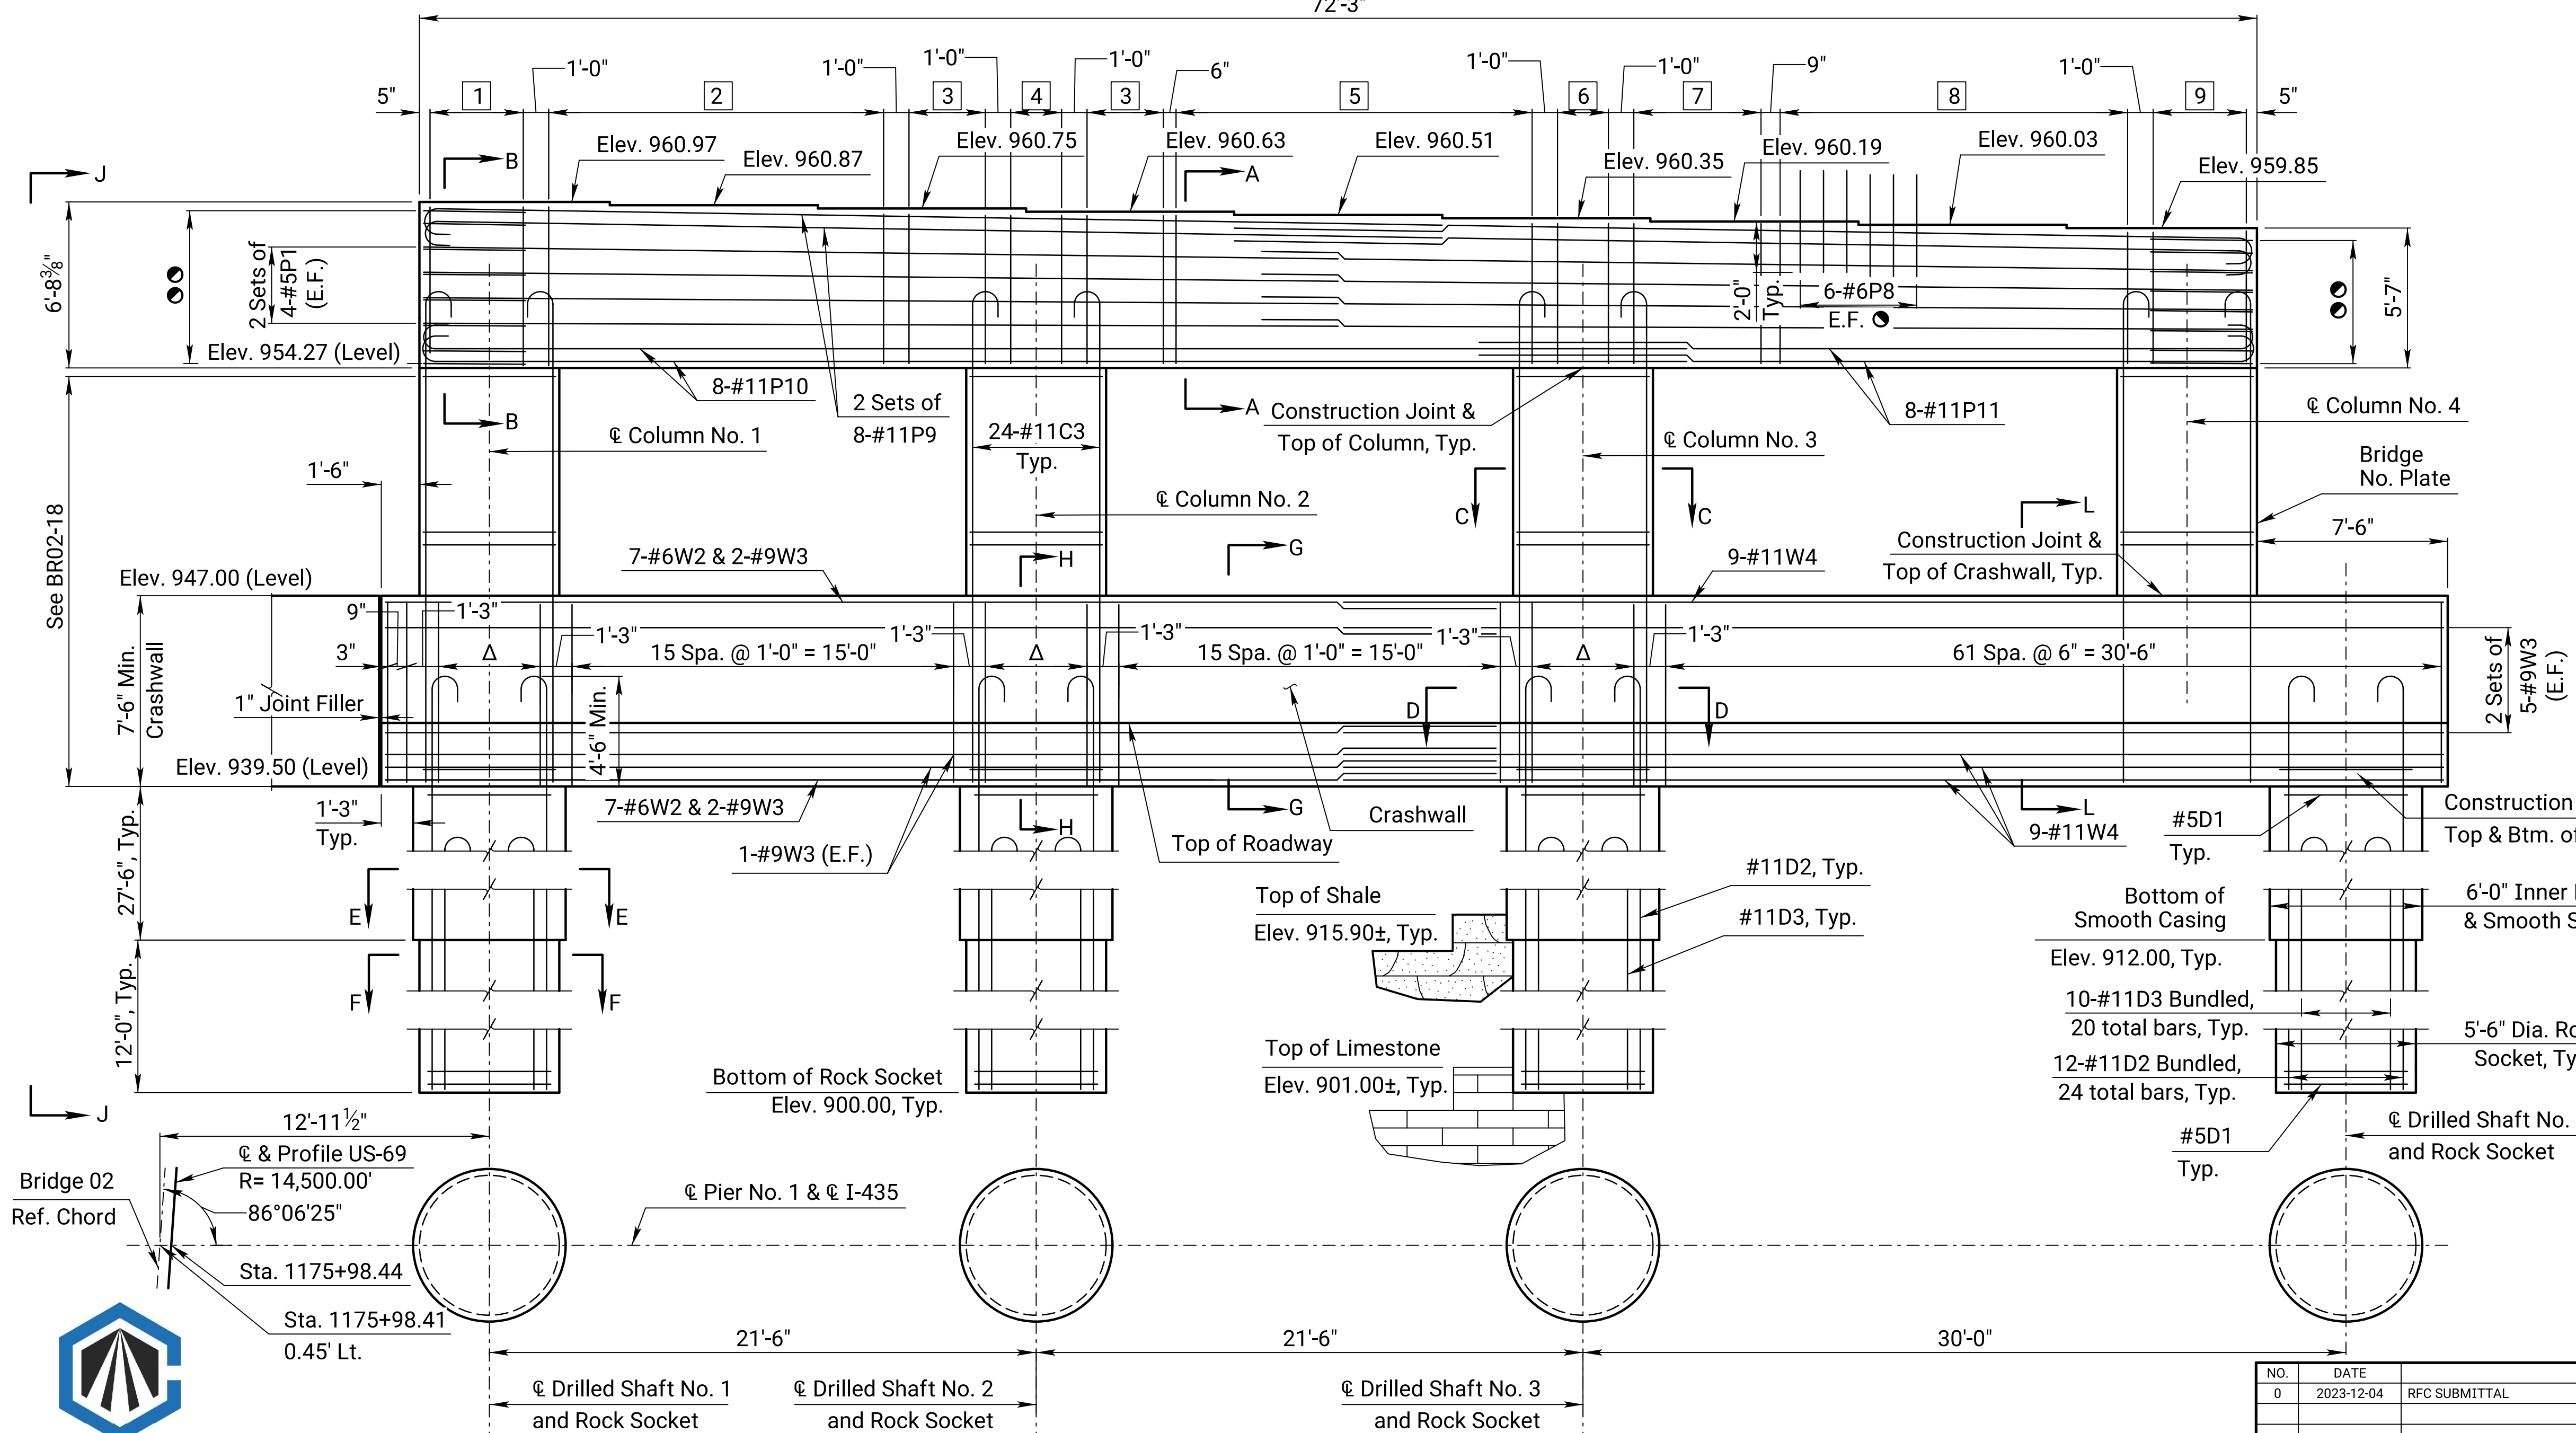 72'-3"
1'-0"
1'-0"
1'-0"
1'-0"
6"
1'-0"
1'-0"
9"
1'-0"
5"
1
2
3
4
3
5
6
7
8
9
5"
Elev. 960.97
Elev. 960.87
Elev. 960.75
Elev. 960.63
Elev. 960.51
Elev. 960.35
Elev. 960.19
Elev. 960.03
Elev. 959.85
J
B
A
6'-8⅜"
2 Sets of
4-#5P1
(E.F.)
Elev. 954.27 (Level)
2'-0"
Typ.
6-#6P8
E.F.
5'-7"
8-#11P10
2 Sets of
8-#11P9
B
A
Construction Joint &
Top of Column, Typ.
8-#11P11
℄ Column No. 1
24-#11C3
Typ.
℄ Column No. 3
℄ Column No. 4
1'-6"
See BR02-18
℄ Column No. 2
C
C
L
Bridge
No. Plate
7'-6"
7-#6W2 & 2-#9W3
H
G
9-#11W4
Construction Joint &
Top of Crashwall, Typ.
Elev. 947.00 (Level)
9"
1'-3"
1'-3"
1'-3"
1'-3"
1'-3"
1'-3"
3"
Δ
15 Spa. @ 1'-0" = 15'-0"
Δ
15 Spa. @ 1'-0" = 15'-0"
Δ
61 Spa. @ 6" = 30'-6"
7'-6" Min.
Crashwall
1" Joint Filler
4'-6" Min.
D
D
2 Sets of
5-#9W3
(E.F.)
Elev. 939.50 (Level)
1'-3"
Typ.
7-#6W2 & 2-#9W3
H
G
Crashwall
L
9-#11W4
#5D1
Typ.
Construction
Top & Btm. of
27'-6", Typ.
1-#9W3 (E.F.)
Top of Roadway
#11D2, Typ.
#11D3, Typ.
E
E
Top of Shale
Elev. 915.90±, Typ.
Bottom of
Smooth Casing
Elev. 912.00, Typ.
6'-0" Inner
& Smooth
12'-0", Typ.
F
F
10-#11D3 Bundled,
20 total bars, Typ.
12-#11D2 Bundled,
24 total bars, Typ.
5'-6" Dia.
Socket,
Bottom of Rock Socket
Elev. 900.00, Typ.
Top of Limestone
Elev. 901.00±, Typ.
J
12'-11½"
#5D1
Typ.
℄ Drilled Shaft No.
and Rock Socket
℄ & Profile US-69
R= 14,500.00'
86°06'25"
Bridge 02
Ref. Chord
℄ Pier No. 1 & ℄ I-435
Sta. 1175+98.44
Sta. 1175+98.41
0.45' Lt.
21'-6"
21'-6"
30'-0"
℄ Drilled Shaft No. 1
and Rock Socket
℄ Drilled Shaft No. 2
and Rock Socket
℄ Drilled Shaft No. 3
and Rock Socket
NO. DATE
0 2023-12-04 RFC SUBMITTAL